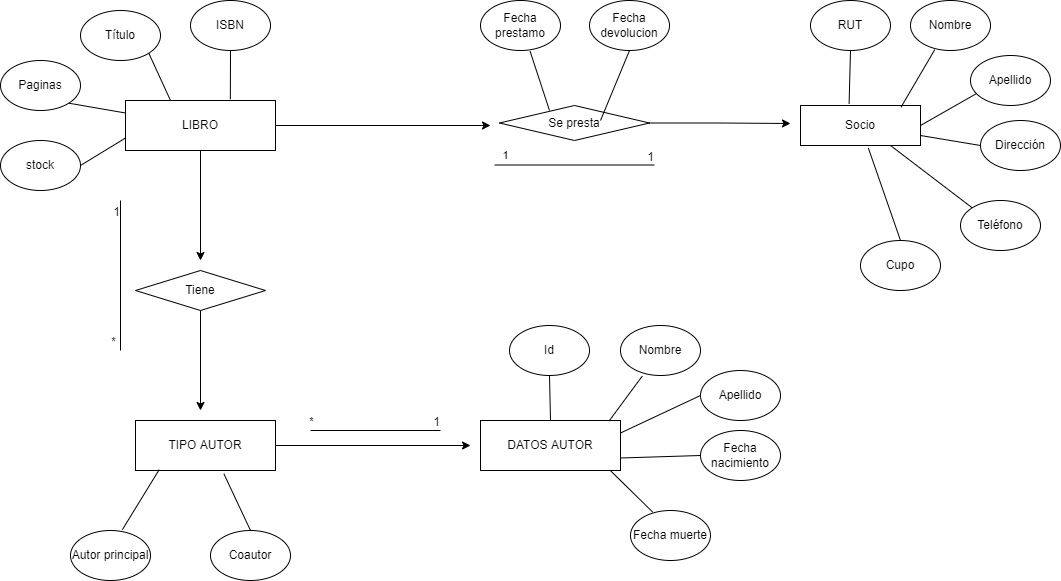 ISBN
Título
Paginas
stock
LIBRO
Fecha
prestamo
Fecha
devolucion
Se presta
1
1
RUT
Nombre
Apellido
Dirección
Teléfono
Cupo
Socio
1
*
Tiene
TIPO AUTOR
Autor principal
Coautor
*
1
Id
Nombre
Apellido
Fecha
nacimiento
Fecha muerte
DATOS AUTOR